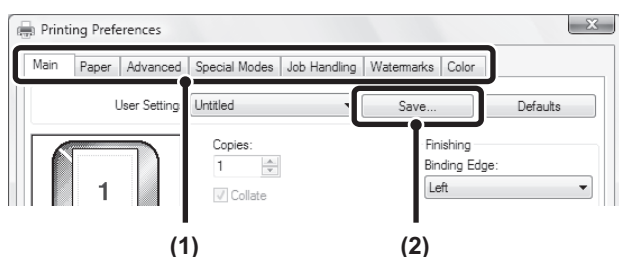 Printing Preferences
Main Paper Advanced Special Modes Job Handling Watermarks Color
User Setting Untitled Save... Defaults
Copies: Finishing
1 Binding Edge:
1 Collate Left
(1) (2)